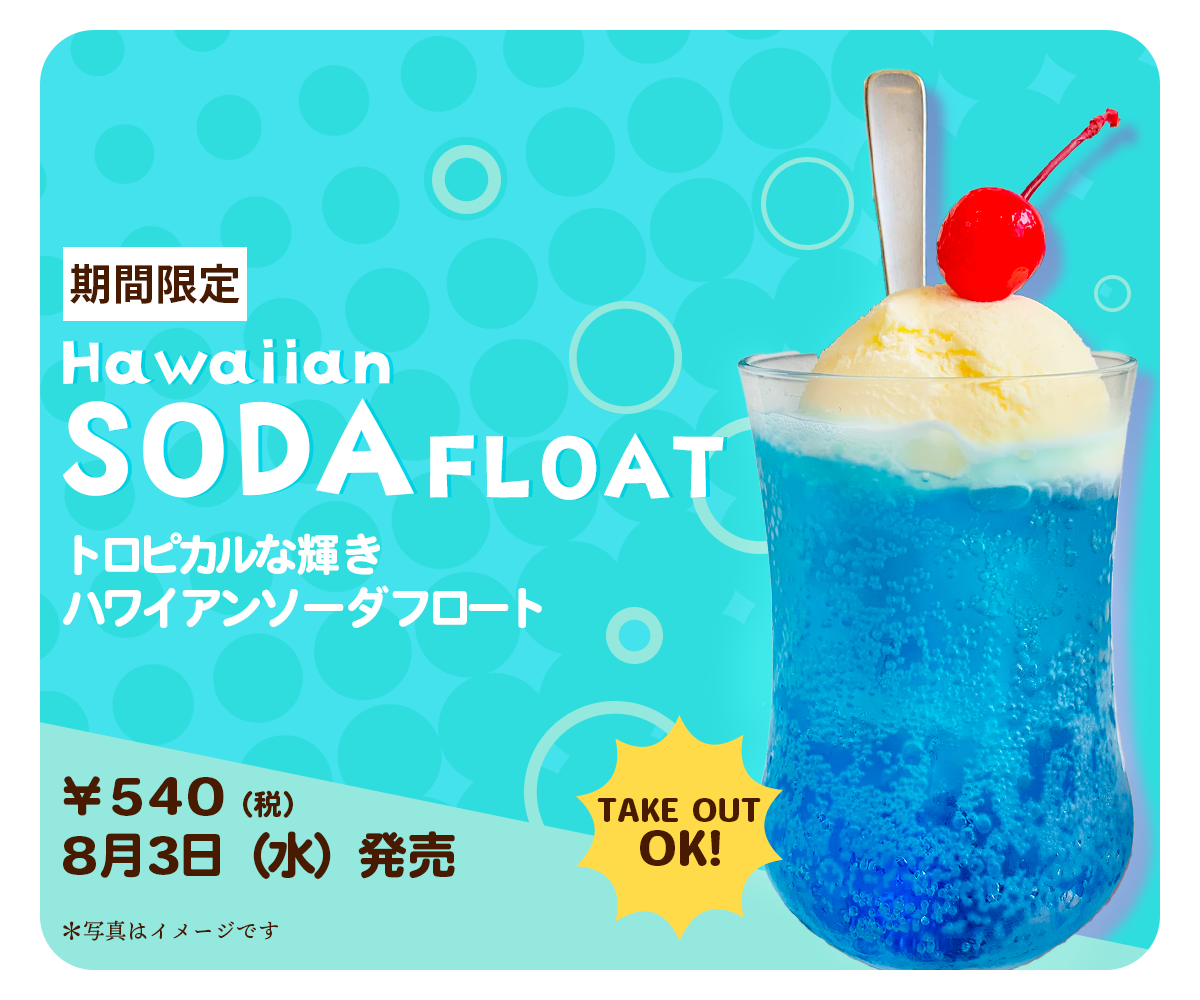 期間限定
Hawaiian
SODA FLOAT
トロピカルな輝き
ハワイアンソーダフロート
¥540（税）
8月3日（水）発売
TAKE OUT
OK!
＊写真はイメージです